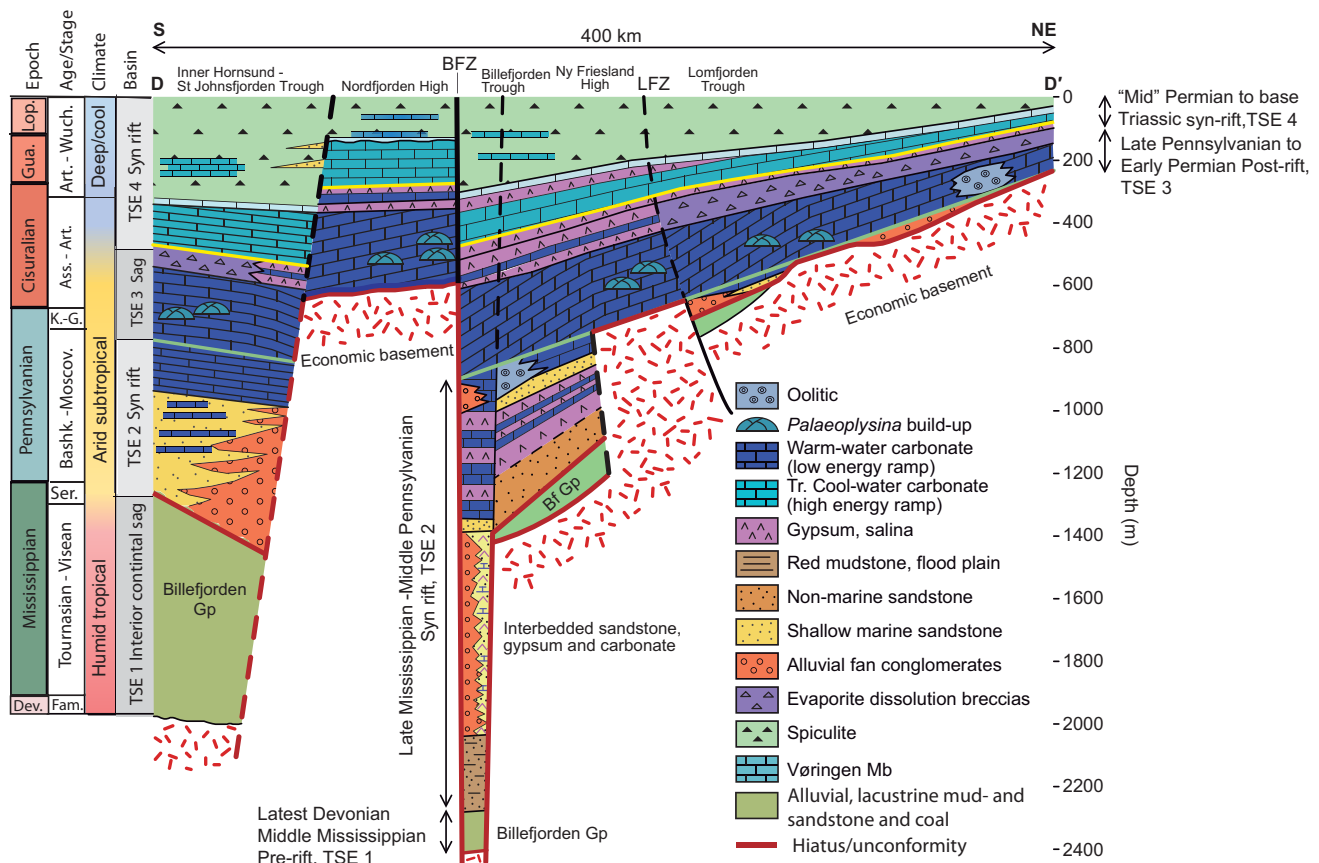 S
NE
400 km
Epoch
Age/Stage
Climate
Basin
D
Inner Hornsund -
St Johnsfjorden Trough
Nordfjorden High
BFZ
Billefjorden
Trough
Ny Friesland
High
LFZ
Lomfjorden
Trough
D′
Lop.
Gua.
Cisuralian
Pennsylvanian
Mississippian
Dev.
Art. - Wuch.
Ass. - Art.
K.-G.
Bashk. -Moscov.
Ser.
Tournasian - Visean
Fam.
Deep/cool
Arid subtropical
Humid tropical
TSE 4 Syn rift
TSE 3 Sag
TSE 2 Syn rift
TSE 1 Interior contintal sag
0
200
400
600
800
1000
1200
1400
1600
1800
2000
2200
2400
Depth (m)
"Mid" Permian to base
Triassic syn-rift,TSE 4
Late Pennsylvanian to
Early Permian Post-rift,
TSE 3
Economic basement
Economic basement
Billefjorden
Gp
Bf Gp
Late Mississippian -Middle Pennsylvanian
Syn rift, TSE 2
Interbedded sandstone,
gypsum and carbonate
Latest Devonian
Middle Mississippian
Pre-rift, TSE 1
Billefjorden Gp
Oolitic
Palaeoplysina build-up
Warm-water carbonate
(low energy ramp)
Tr. Cool-water carbonate
(high energy ramp)
Gypsum, salina
Red mudstone, flood plain
Non-marine sandstone
Shallow marine sandstone
Alluvial fan conglomerates
Evaporite dissolution breccias
Spiculite
Vøringen Mb
Alluvial, lacustrine mud- and
sandstone and coal
Hiatus/unconformity